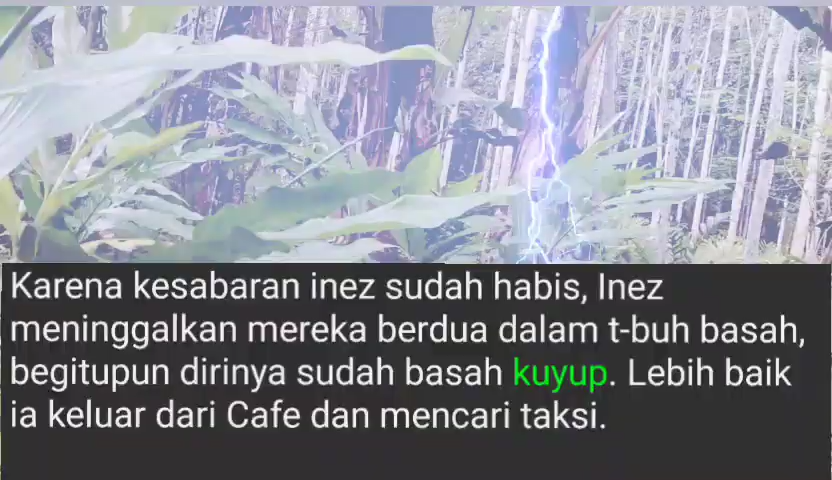 Karena kesabaran inez sudah habis, Inez
meninggalkan mereka berdua dalam t-buh basah,
begitupun dirinya sudah basah kuyup. Lebih baik
ia keluar dari Cafe dan mencari taksi.